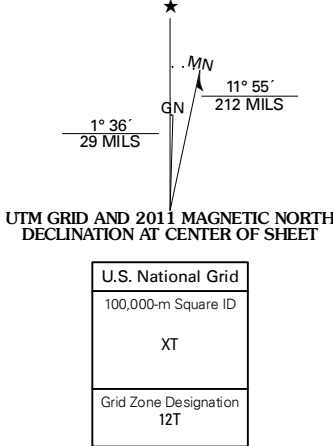 MN
11° 55´
212 MILS
GN
1° 36´
29 MILS
UTM GRID AND 2011 MAGNETIC NORTH
DECLINATION AT CENTER OF SHEET
U.S. National Grid
100,000-m Square ID
XT
Grid Zone Designation
12T